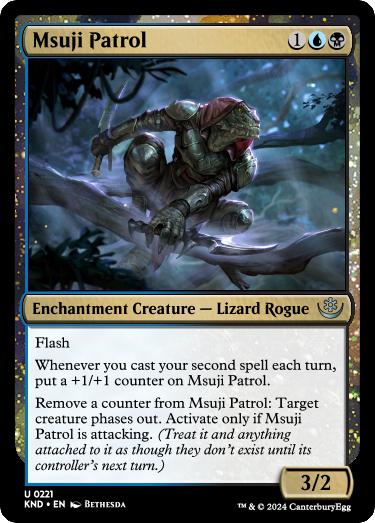 Msuji Patrol 1
Enchantment Creature — Lizard Rogue
Flash
Whenever you cast your second spell each turn,
put a +1/+1 counter on Msuji Patrol.
Remove a counter from Msuji Patrol: Target
creature phases out. Activate only if Msuji
Patrol is attacking. (Treat it and anything
attached to it as though they don't exist until its
controller's next turn.)
3/2
U 0221
KND • EN Bethesda
™ & © 2024 CanterburyEgg